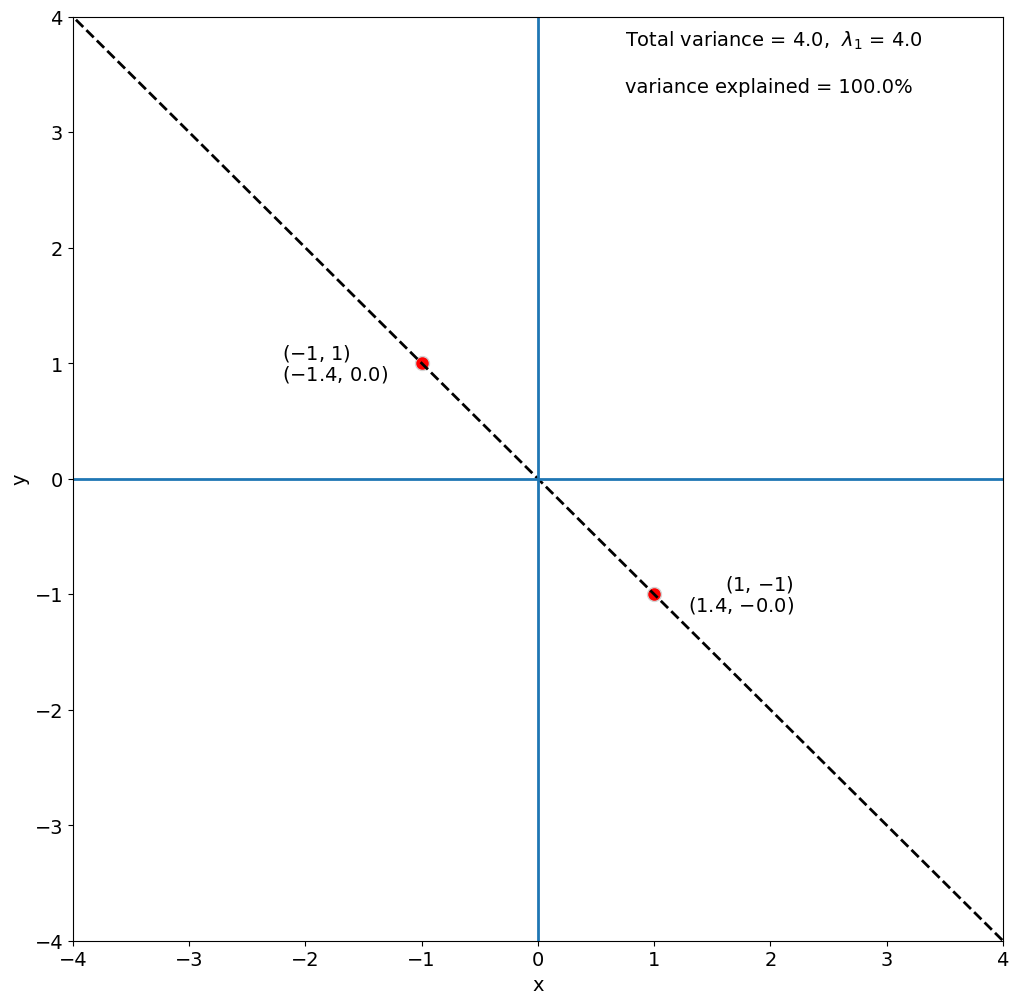 Total variance = 4.0, λ₁ = 4.0
variance explained = 100.0%
4
3
2
1
0
−1
−2
−3
−4
y
(−1, 1)
(−1.4, 0.0)
(1, −1)
(1.4, −0.0)
−4 −3 −2 −1 0 1 2 3 4
x